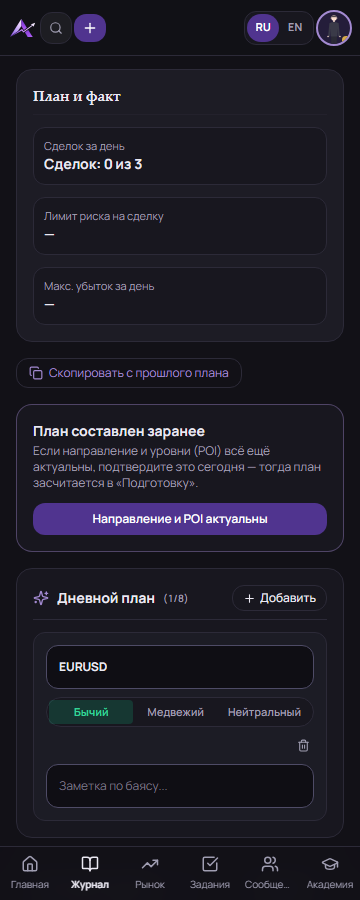 RU
EN
План и факт
Сделок за день
Сделок: 0 из 3
Лимит риска на сделку
—
Макс. убыток за день
—
Скопировать с прошлого плана
План составлен заранее
Если направление и уровни (POI) всё ещё
актуальны, подтвердите это сегодня — тогда план
засчитается в «Подготовку».
Направление и POI актуальны
Дневной план (1/8)
Добавить
EURUSD
Бычий
Медвежий
Нейтральный
Заметка по баясу...
Главная
Журнал
Рынок
Задания
Сообще...
Академия